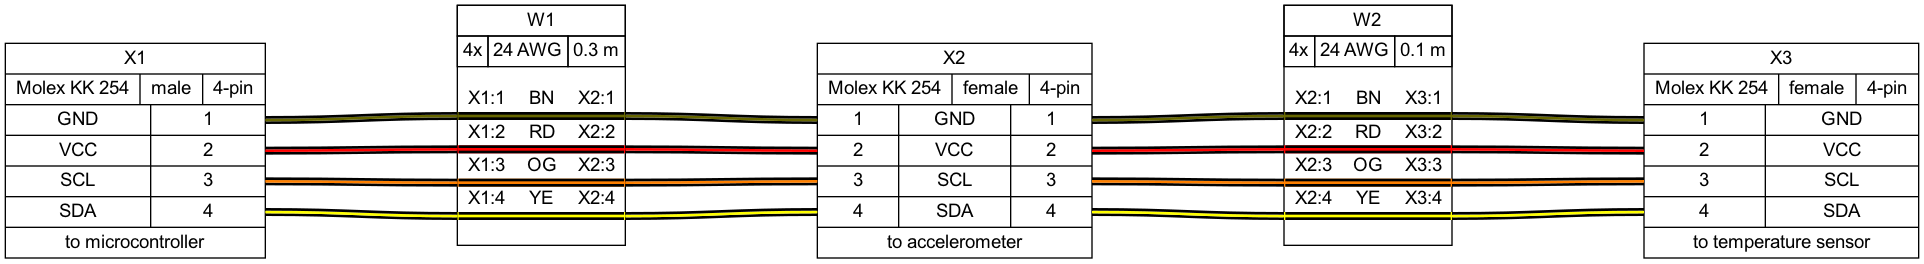 X1
Molex KK 254 male 4-pin
GND 1
VCC 2
SCL 3
SDA 4
to microcontroller
W1
4x 24 AWG 0.3 m
X1:1 BN X2:1
X1:2 RD X2:2
X1:3 OG X2:3
X1:4 YE X2:4
X2
Molex KK 254 female 4-pin
1 GND 1
2 VCC 2
3 SCL 3
4 SDA 4
to accelerometer
W2
4x 24 AWG 0.1 m
X2:1 BN X3:1
X2:2 RD X3:2
X2:3 OG X3:3
X2:4 YE X3:4
X3
Molex KK 254 female 4-pin
1 GND
2 VCC
3 SCL
4 SDA
to temperature sensor